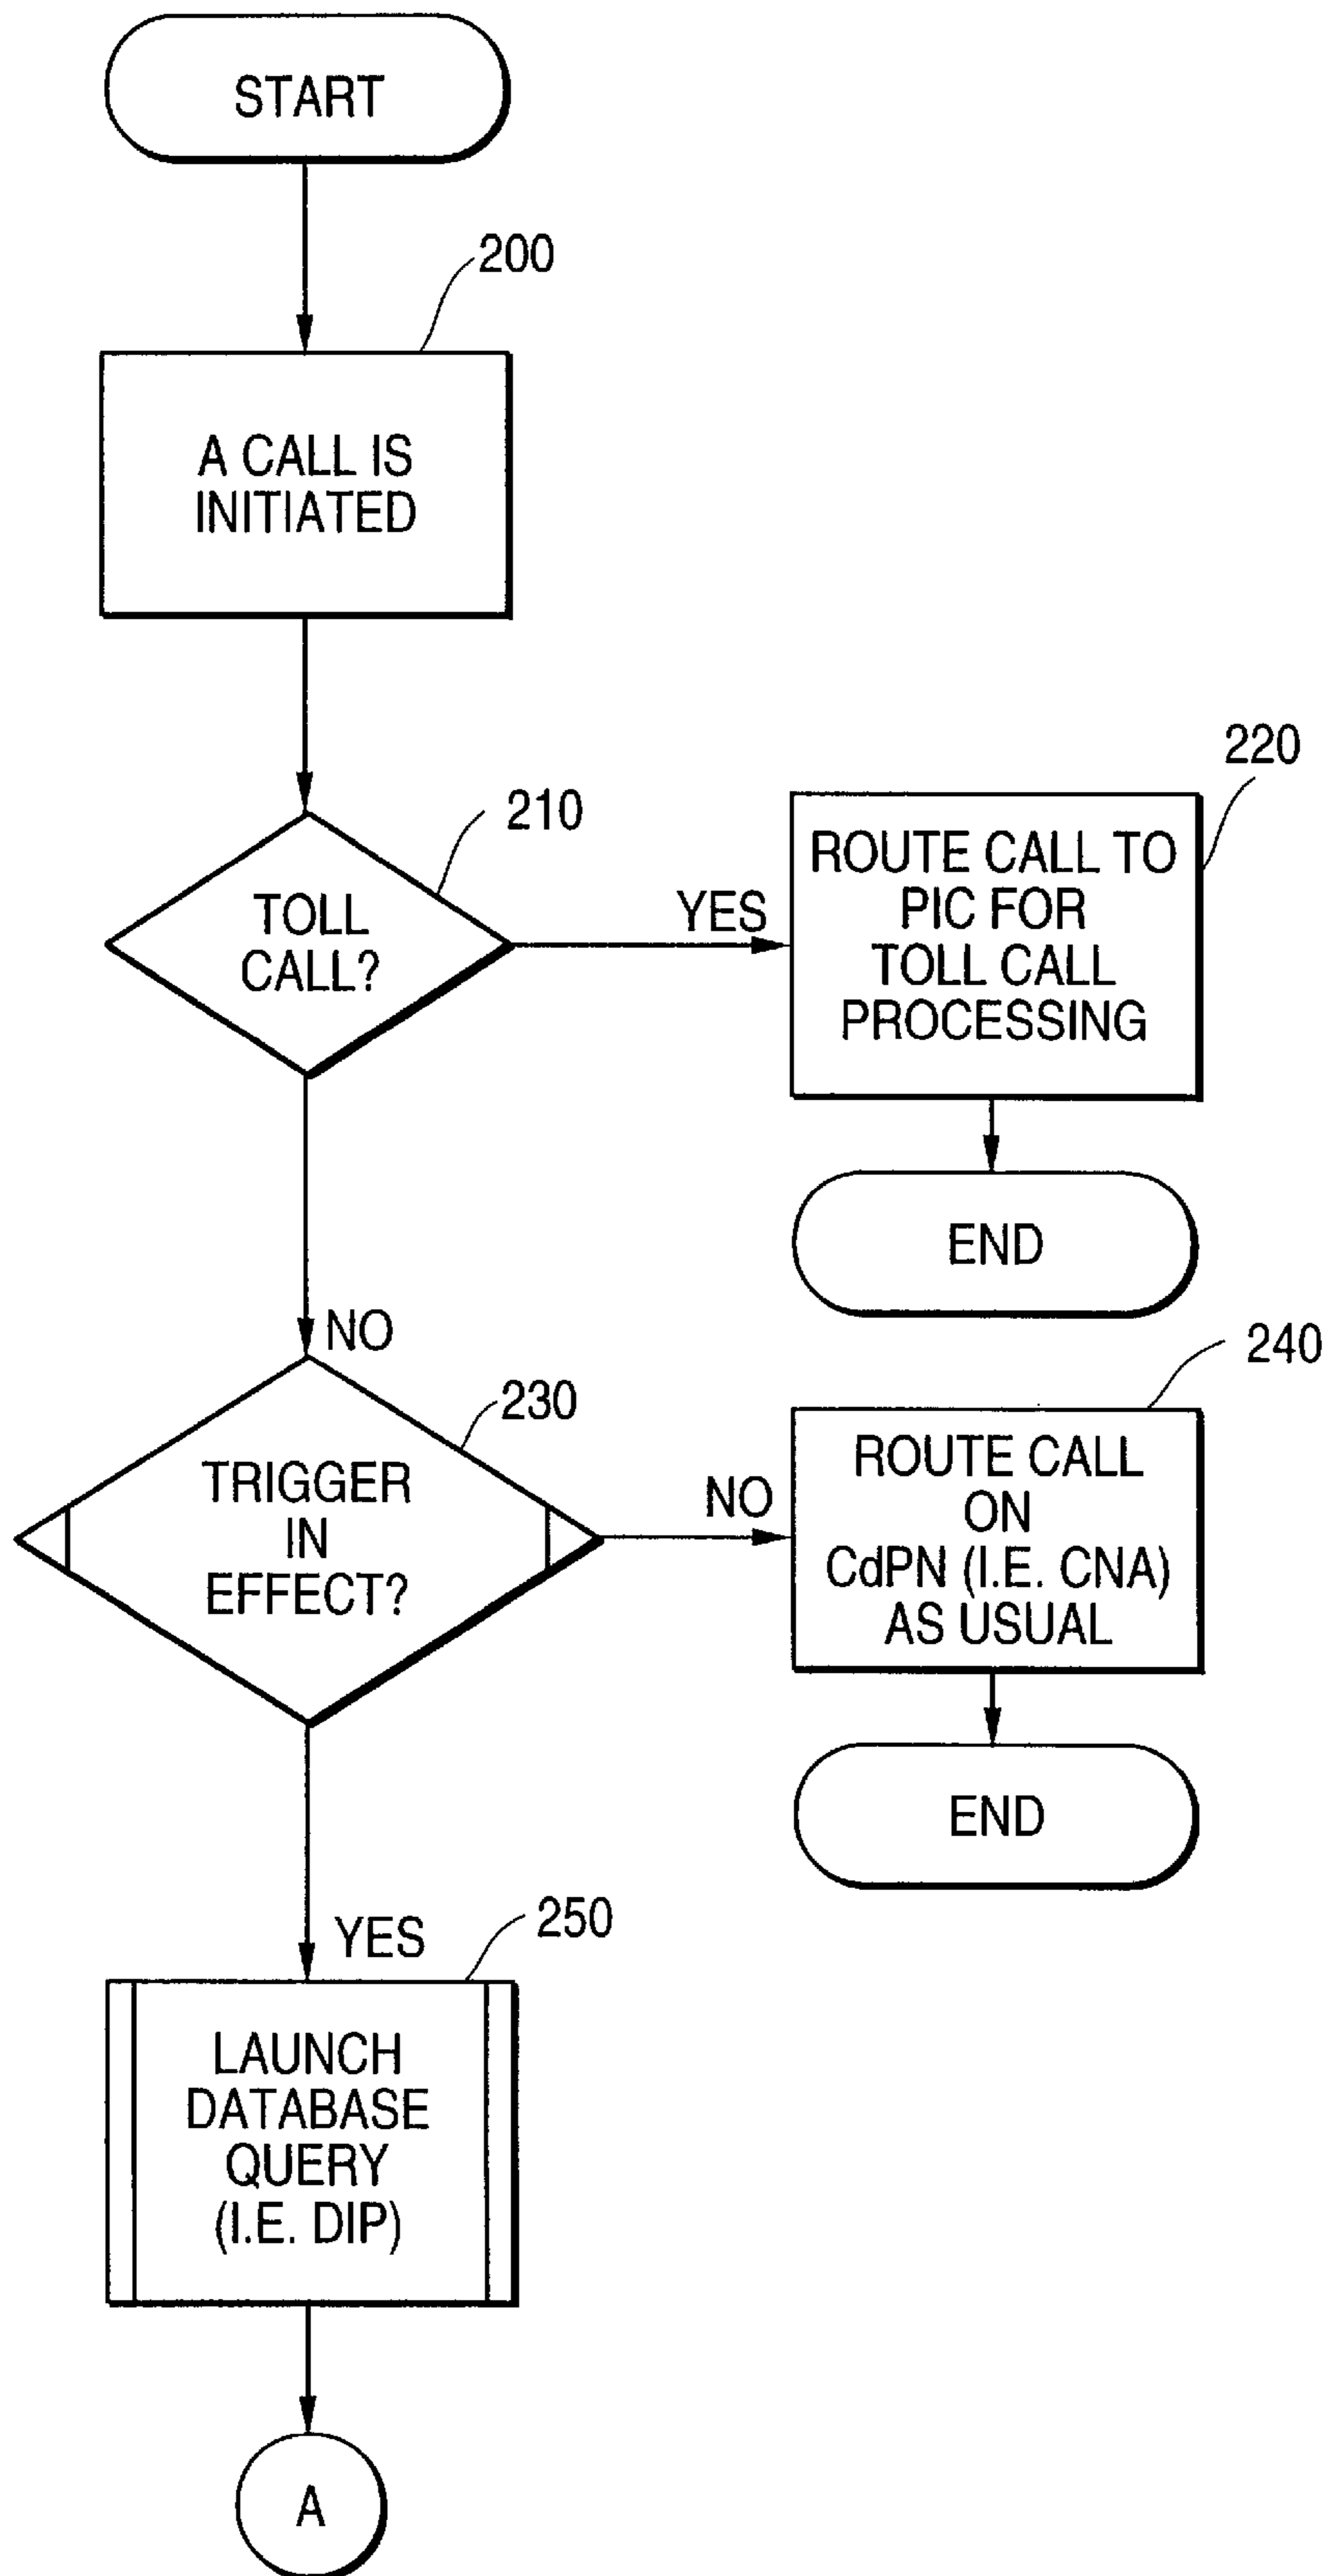 START
200
A CALL IS
INITIATED
210
TOLL
CALL?
YES
220
ROUTE CALL TO
PIC FOR
TOLL CALL
PROCESSING
END
NO
230
TRIGGER
IN
EFFECT?
NO
240
ROUTE CALL
ON
CdPN (I.E. CNA)
AS USUAL
END
YES
250
LAUNCH
DATABASE
QUERY
(I.E. DIP)
A